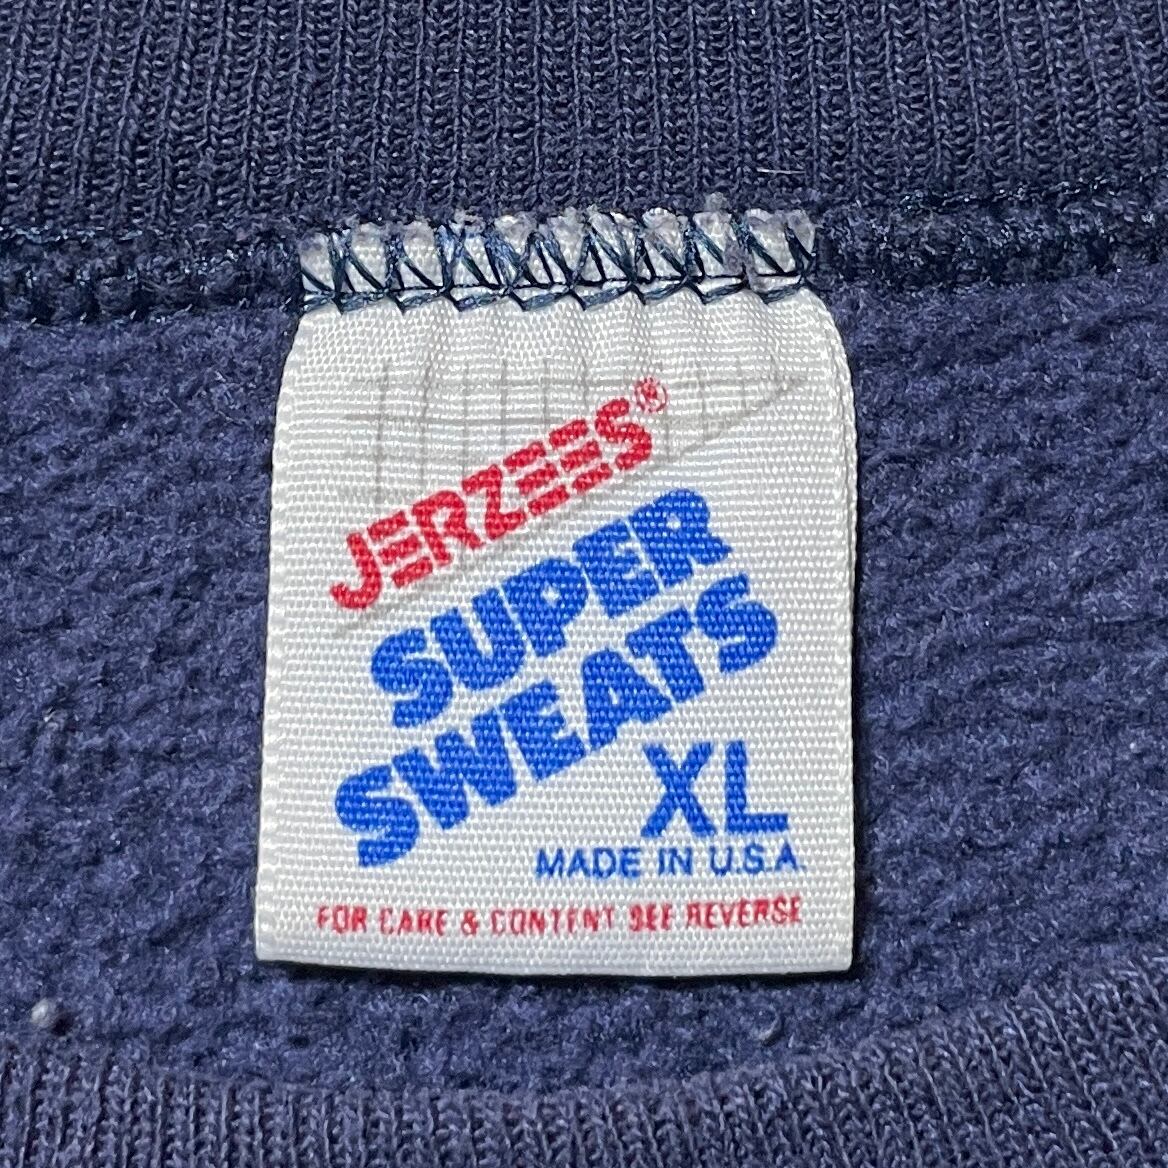 JERZEES®
SUPER
SWEATS
XL
MADE IN U.S.A.
FOR CARE & CONTENT SEE REVERSE